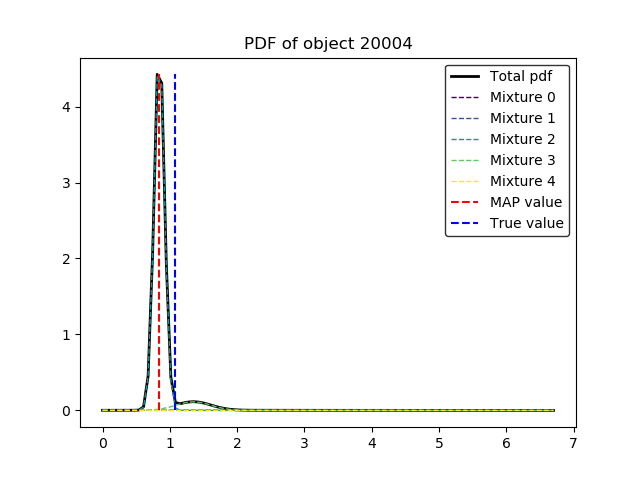 PDF of object 20004
Total pdf
Mixture 0
Mixture 1
Mixture 2
Mixture 3
Mixture 4
MAP value
True value
4
3
2
1
0
0 1 2 3 4 5 6 7